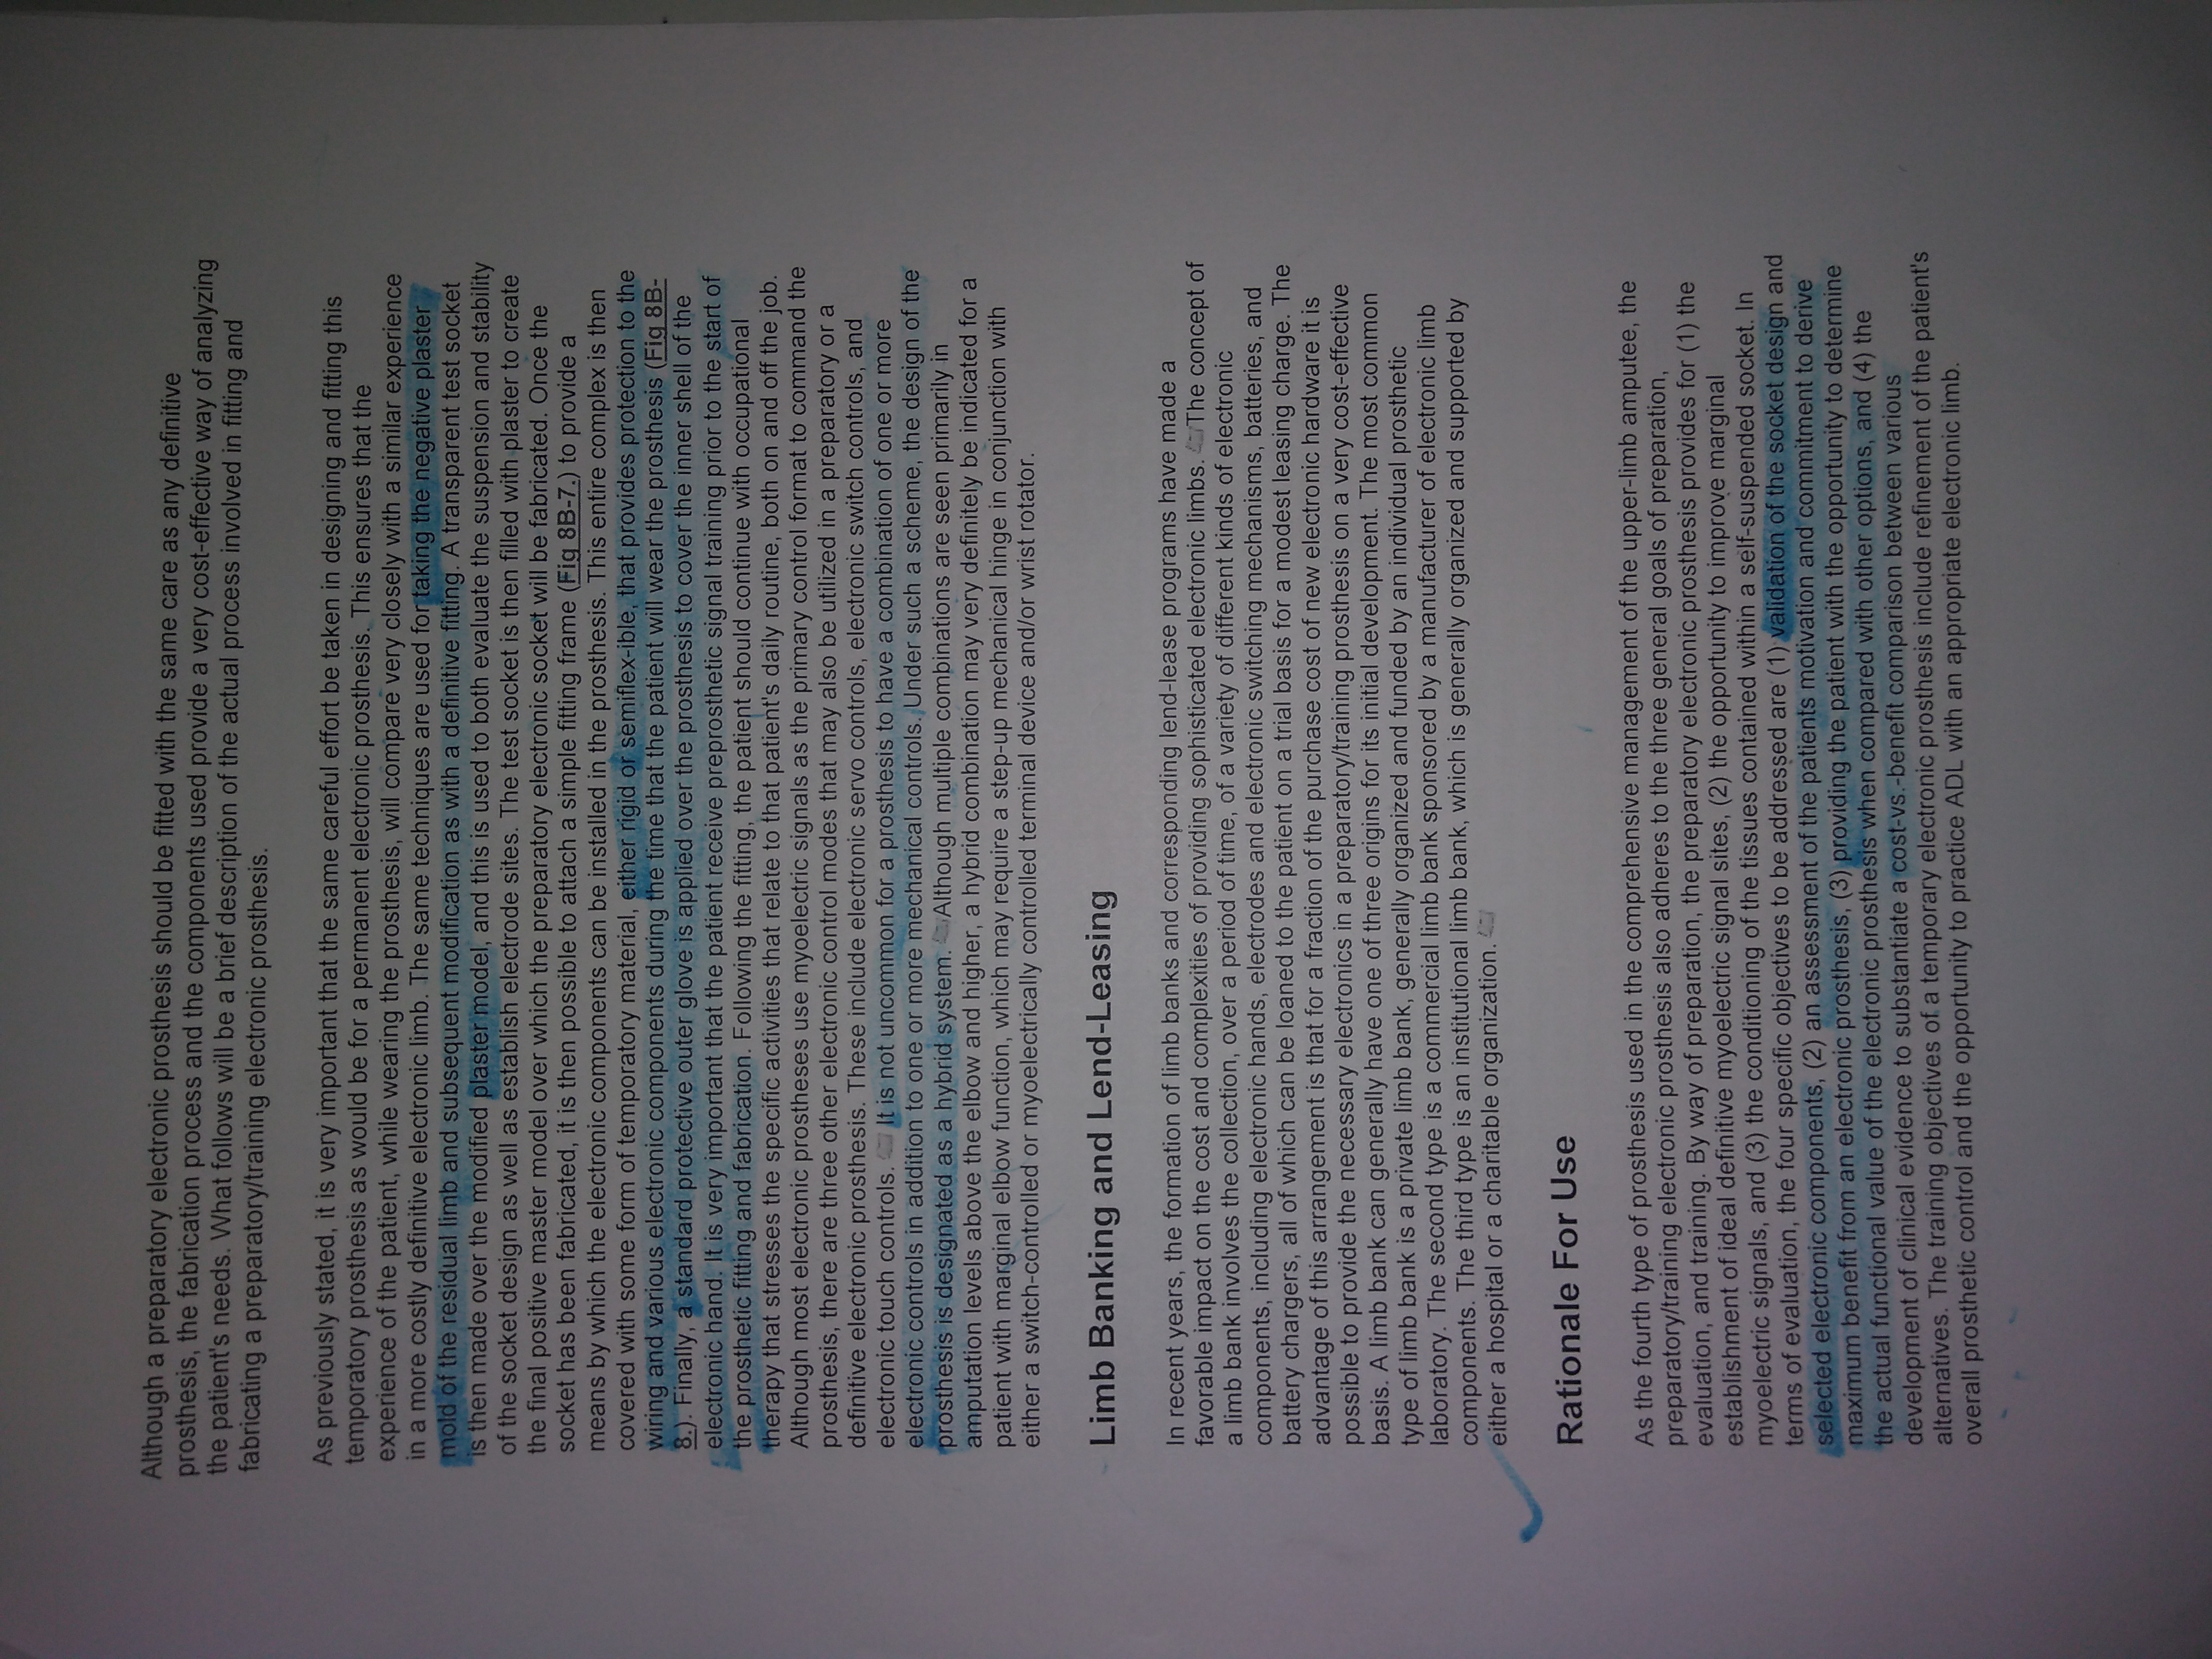 Although a preparatory electronic prosthesis should be fitted with the same care as any definitive
prosthesis, the fabrication process and the components used provide a very cost-effective way of analyzing
the patient's needs. What follows will be a brief description of the actual process involved in fitting and
fabricating a preparatory/training electronic prosthesis.
As previously stated, it is very important that the same careful effort be taken in designing and fitting this
temporatory prosthesis as would be for a permanent electronic prosthesis. This ensures that the
experience of the patient, while wearing the prosthesis, will compare very closely with a similar experience
in a more costly definitive electronic limb. The same techniques are used for taking the negative plaster
mold of the residual limb and subsequent modification as with a definitive fitting. A transparent test socket
is then made over the modified plaster model, and this is used to both evaluate the suspension and stability
of the socket design as well as establish electrode sites. The test socket is then filled with plaster to create
the final positive master model over which the preparatory electronic socket will be fabricated. Once the
socket has been fabricated, it is then possible to attach a simple fitting frame (Fig 8B-7.) to provide a
means by which the electronic components can be installed in the prosthesis. This entire complex is then
covered with some form of temporatory material, either rigid or semiflex-ible, that provides protection to the
wiring and various electronic components during the time that the patient will wear the prosthesis (Fig 8B-
8.). Finally, a standard protective outer glove is applied over the prosthesis to cover the inner shell of the
electronic hand. It is very important that the patient receive preprosthetic signal training prior to the start of
the prosthetic fitting and fabrication. Following the fitting, the patient should continue with occupational
therapy that stresses the specific activities that relate to that patient's daily routine, both on and off the job.
Although most electronic prostheses use myoelectric signals as the primary control format to command the
prosthesis, there are three other electronic control modes that may also be utilized in a preparatory or a
definitive electronic prosthesis. These include electronic servo controls, electronic switch controls, and
electronic touch controls. It is not uncommon for a prosthesis to have a combination of one or more
electronic controls in addition to one or more mechanical controls. Under such a scheme, the design of the
prosthesis is designated as a hybrid system. Although multiple combinations are seen primarily in
amputation levels above the elbow and higher, a hybrid combination may very definitely be indicated for a
patient with marginal elbow function, which may require a step-up mechanical hinge in conjunction with
either a switch-controlled or myoelectrically controlled terminal device and/or wrist rotator.
Limb Banking and Lend-Leasing
In recent years, the formation of limb banks and corresponding lend-lease programs have made a
favorable impact on the cost and complexities of providing sophisticated electronic limbs. The concept of
a limb bank involves the collection, over a period of time, of a variety of different kinds of electronic
components, including electronic hands, electrodes and electronic switching mechanisms, batteries, and
battery chargers, all of which can be loaned to the patient on a trial basis for a modest leasing charge. The
advantage of this arrangement is that for a fraction of the purchase cost of new electronic hardware it is
possible to provide the necessary electronics in a preparatory/training prosthesis on a very cost-effective
basis. A limb bank can generally have one of three origins for its initial development. The most common
type of limb bank is a private limb bank, generally organized and funded by an individual prosthetic
laboratory. The second type is a commercial limb bank sponsored by a manufacturer of electronic limb
components. The third type is an institutional limb bank, which is generally organized and supported by
either a hospital or a charitable organization.
Rationale For Use
As the fourth type of prosthesis used in the comprehensive management of the upper-limb amputee, the
preparatory/training electronic prosthesis also adheres to the three general goals of preparation,
evaluation, and training. By way of preparation, the preparatory electronic prosthesis provides for (1) the
establishment of ideal definitive myoelectric signal sites, (2) the opportunity to improve marginal
myoelectric signals, and (3) the conditioning of the tissues contained within a self-suspended socket. In
terms of evaluation, the four specific objectives to be addressed are (1) validation of the socket design and
selected electronic components, (2) an assessment of the patients motivation and commitment to derive
maximum benefit from an electronic prosthesis, (3) providing the patient with the opportunity to determine
the actual functional value of the electronic prosthesis when compared with other options, and (4) the
development of clinical evidence to substantiate a cost-vs.-benefit comparison between various
alternatives. The training objectives of a temporary electronic prosthesis include refinement of the patient's
overall prosthetic control and the opportunity to practice ADL with an appropriate electronic limb.